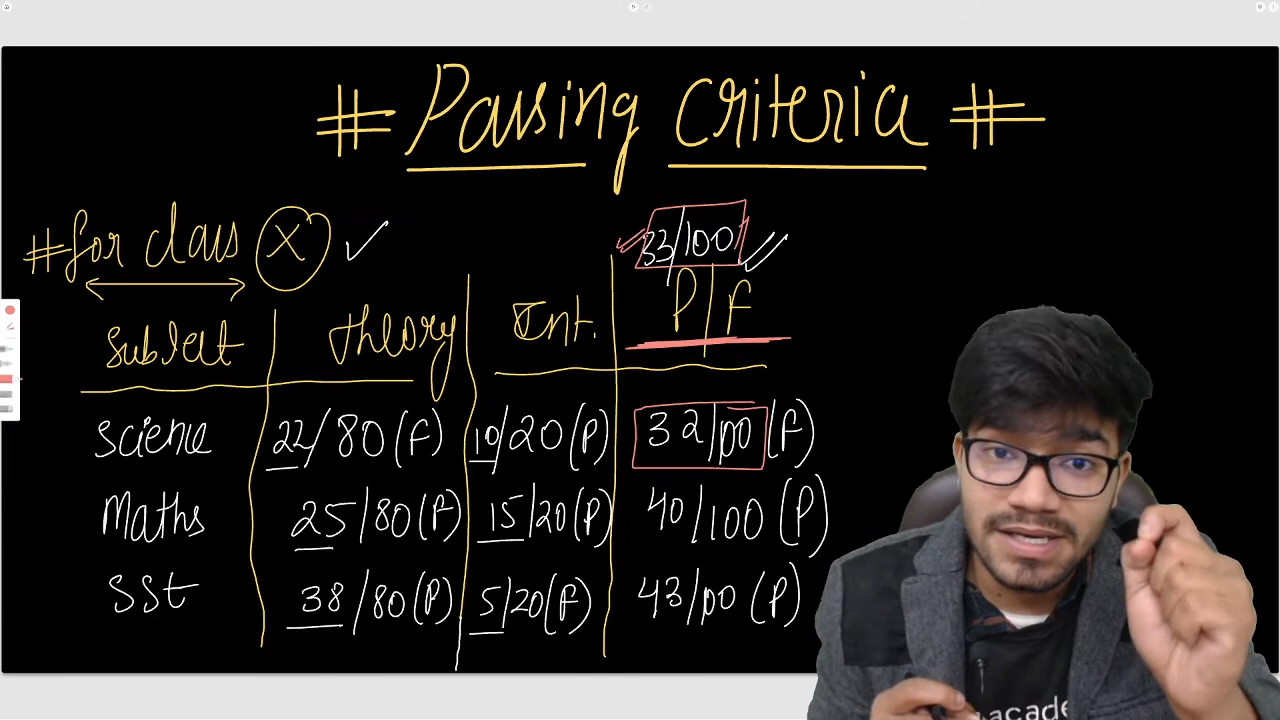 # Passing Criteria #
#for class X ✓
33/100
Subject Theory Int. P F
Science 22/80 (F) 10/20 (P) 32/100 (F)
Maths 25/80 (F) 15/20 (P) 40/100 (P)
SSt 38/80 (P) 5/20 (F) 43/100 (P)
acade